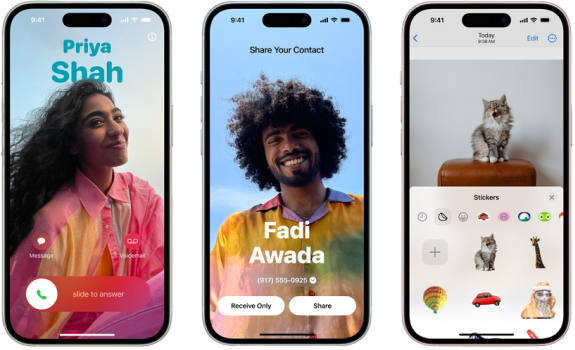 9:41
Priya
Shah
Message
Voicemail
slide to answer
9:41
Share Your Contact
Fadi
Awada
(917) 555-0925
Receive Only
Share
9:41
Today
9:38 AM
Edit
Stickers